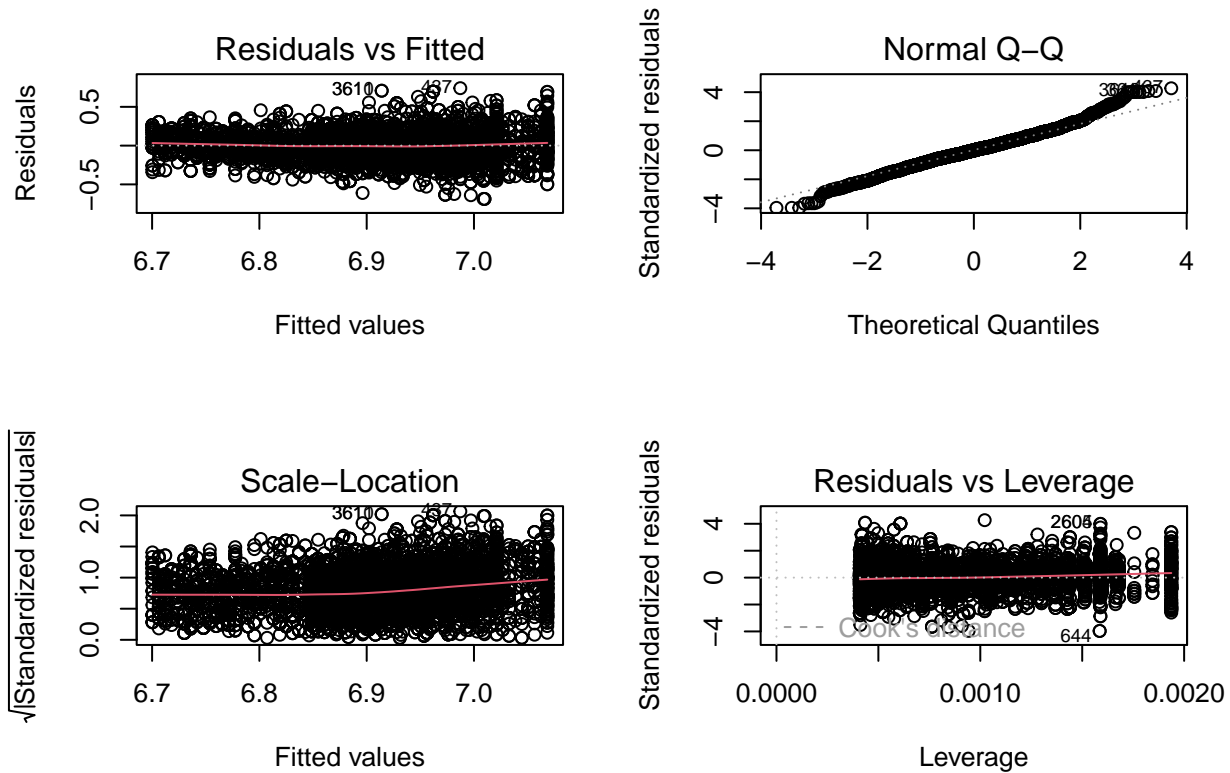 Residuals vs Fitted
Residuals
0.5
−0.5
6.7 6.8 6.9 7.0
Fitted values
3610
437
Normal Q−Q
Standardized residuals
4
0
−4
−4 −2 0 2 4
Theoretical Quantiles
437
Scale−Location
√|Standardized residuals|
2.0
1.0
0.0
6.7 6.8 6.9 7.0
Fitted values
437
Residuals vs Leverage
Standardized residuals
4
0
−4
0.0000 0.0010 0.0020
Leverage
Cook's distance
644